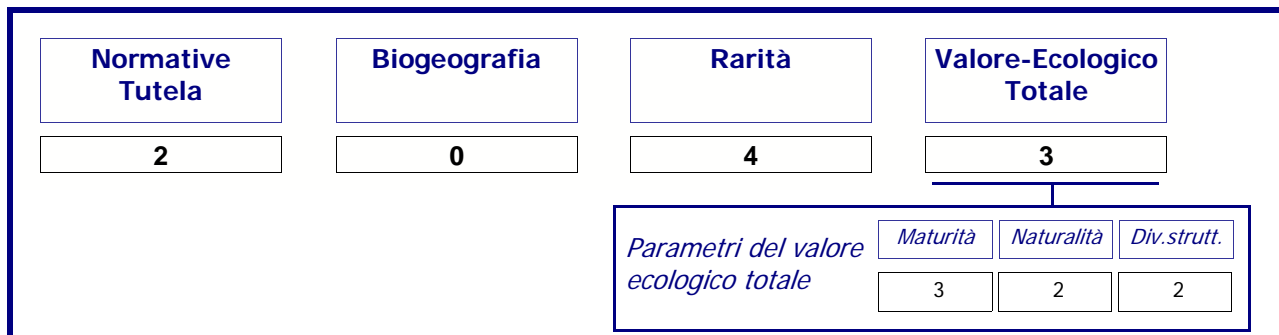 Normative
Tutela
Biogeografia
Rarità
Valore-Ecologico
Totale
2
0
4
3
Parametri del valore
ecologico totale
Maturità
Naturalità
Div.strutt.
3
2
2